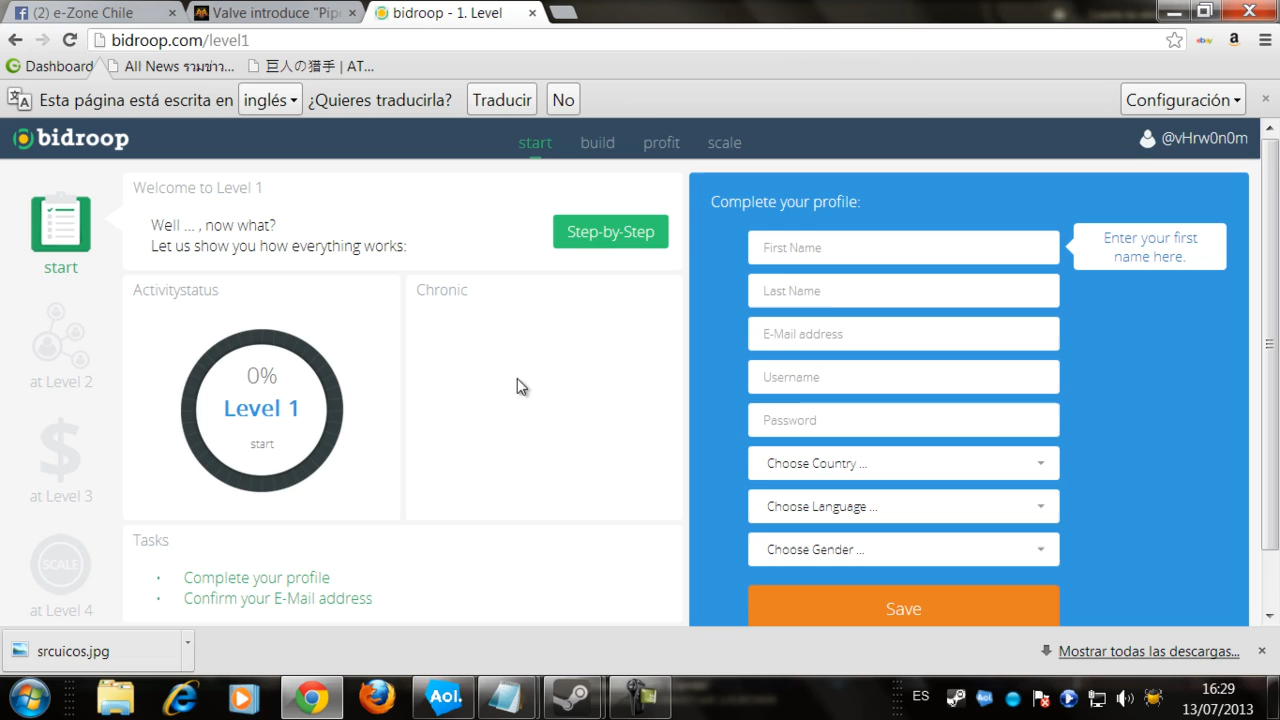 (2) e-Zone Chile
Valve introduce "Pip
bidroop - 1. Level
bidroop.com/level1
ebay
a
Dashboard
All News รวมข่าว...
巨人の猎手 | AT...
Esta página está escrita en
inglés
¿Quieres traducirla?
Traducir
No
Configuración
bidroop
start
build
profit
scale
@vHrw0n0m
start
at Level 2
at Level 3
SCALE
at Level 4
Welcome to Level 1
Well ... , now what?
Let us show you how everything works:
Step-by-Step
Activitystatus
0%
Level 1
start
Chronic
Tasks
Complete your profile
Confirm your E-Mail address
Complete your profile:
First Name
Enter your first
name here.
Last Name
E-Mail address
Username
Password
Choose Country ...
Choose Language ...
Choose Gender ...
Save
srcuicos.jpg
Mostrar todas las descargas...
Aol.
ES
Aol.
16:29
13/07/2013